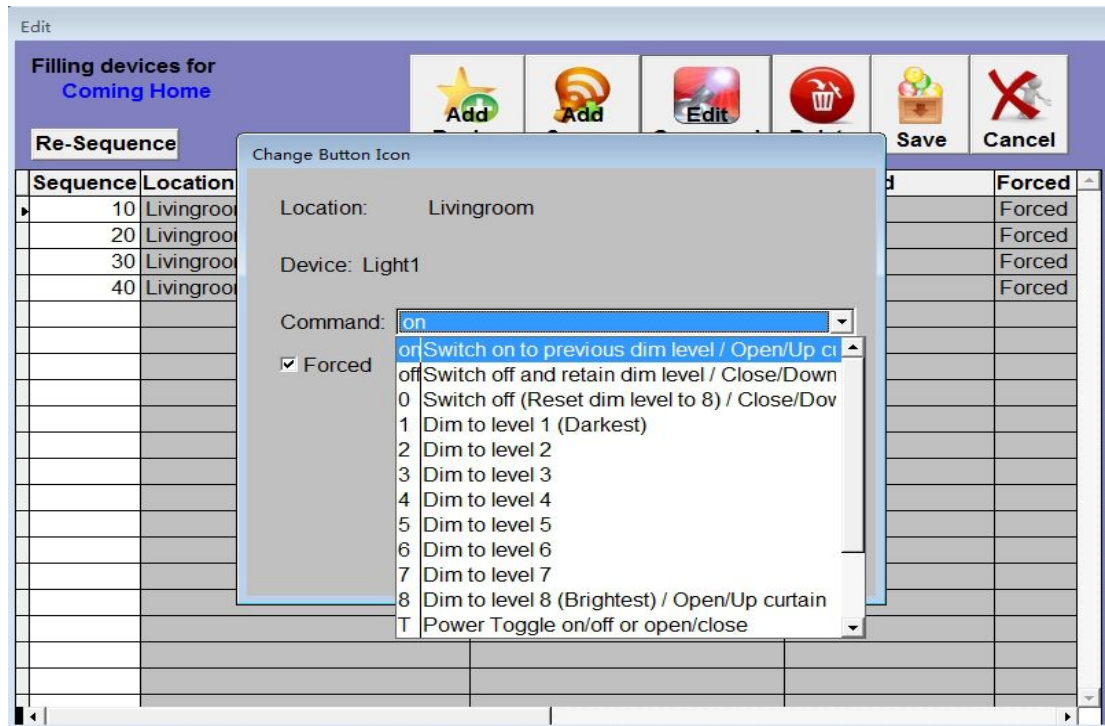 Edit
Filling devices for
Coming Home
Add
Add
Edit
Save
Cancel
Re-Sequence
Change Button Icon
Sequence Location Forced
10 Livingroo Forced
20 Livingroo Forced
30 Livingroo Forced
40 Livingroo Forced
Location: Livingroom
Device: Light1
Command: on
Forced
on Switch on to previous dim level / Open/Up cu
off Switch off and retain dim level / Close/Down
0 Switch off (Reset dim level to 8) / Close/Dow
1 Dim to level 1 (Darkest)
2 Dim to level 2
3 Dim to level 3
4 Dim to level 4
5 Dim to level 5
6 Dim to level 6
7 Dim to level 7
8 Dim to level 8 (Brightest) / Open/Up curtain
T Power Toggle on/off or open/close